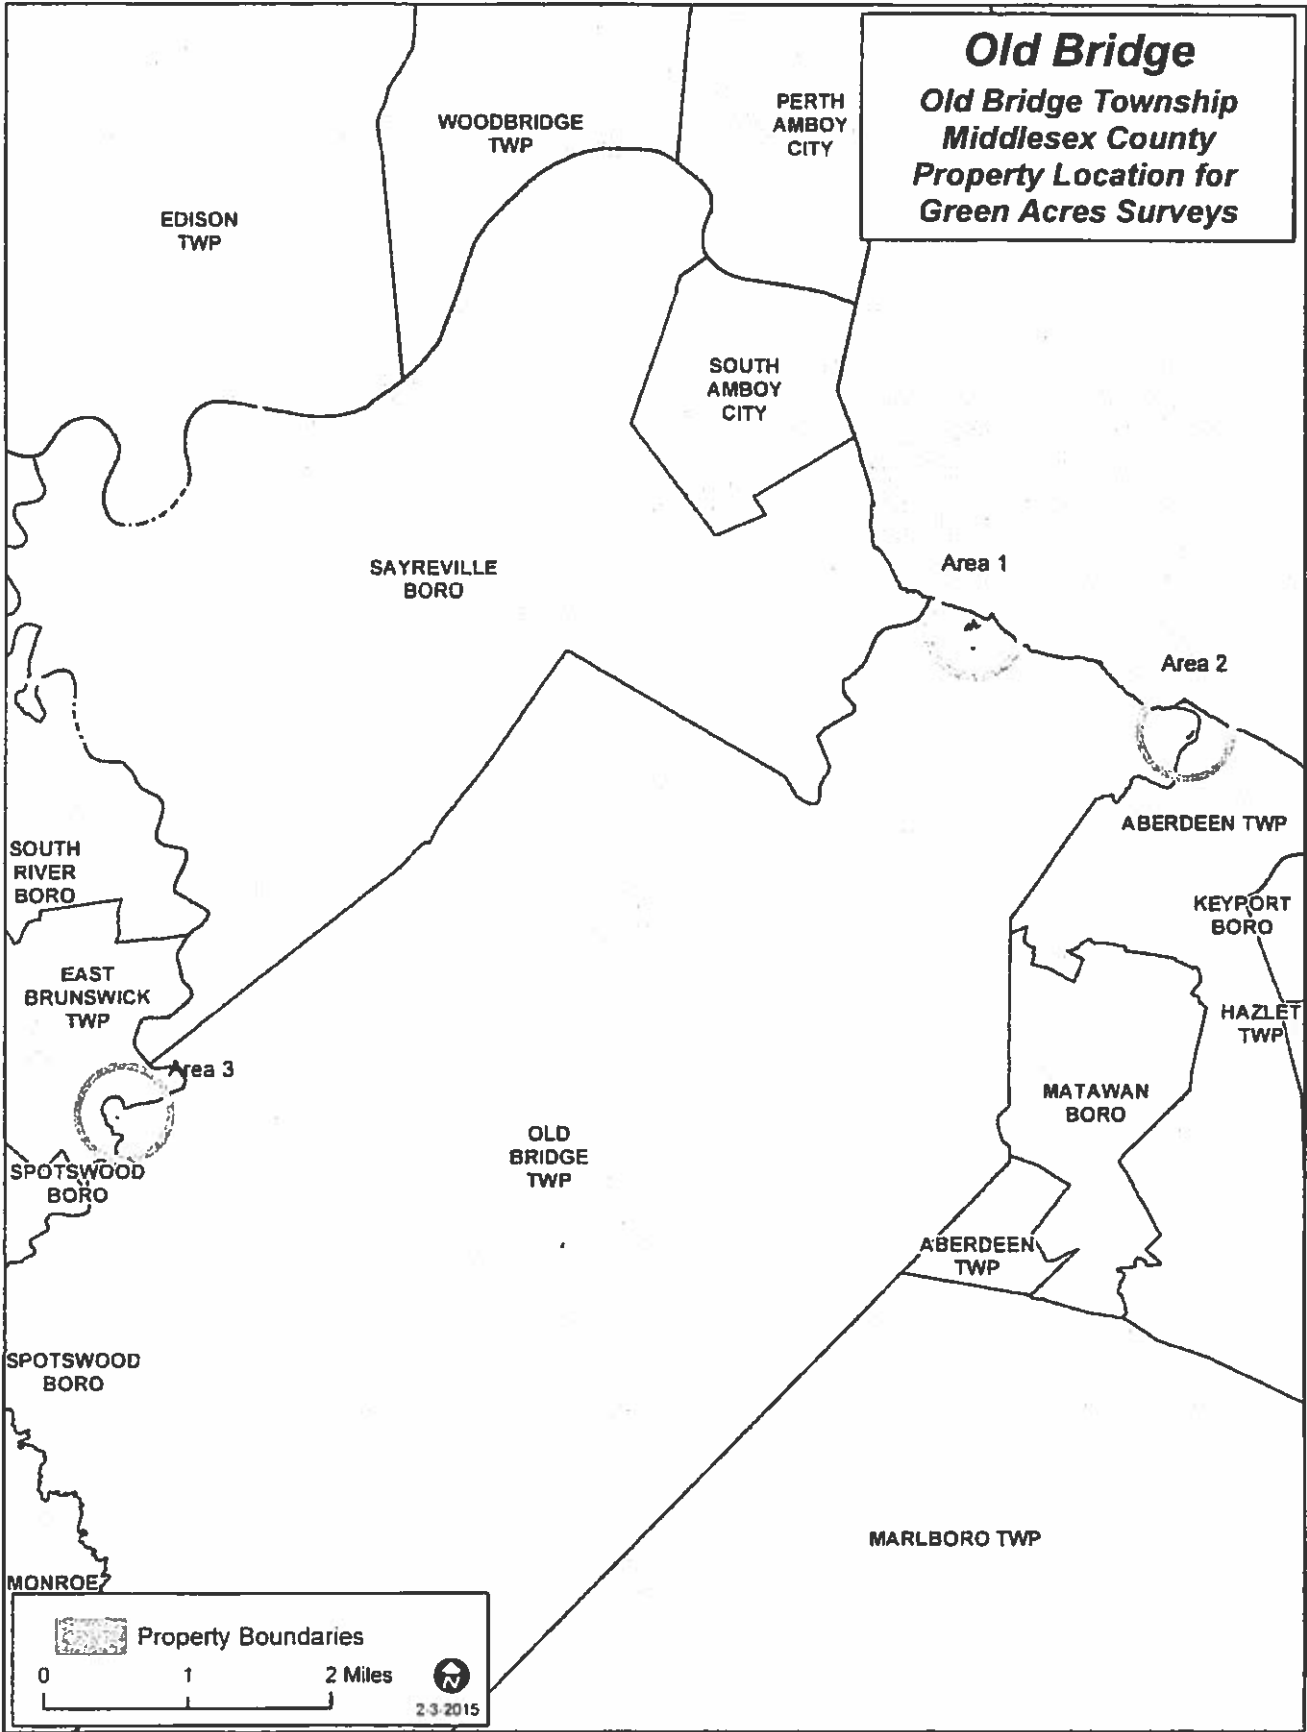 Old Bridge
Old Bridge Township
Middlesex County
Property Location for
Green Acres Surveys
PERTH
AMBOY
CITY
WOODBRIDGE
TWP
EDISON
TWP
SOUTH
AMBOY
CITY
SAYREVILLE
BORO
Area 1
Area 2
ABERDEEN TWP
SOUTH
RIVER
BORO
KEYPORT
BORO
EAST
BRUNSWICK
TWP
HAZLET
TWP
Area 3
MATAWAN
BORO
OLD
BRIDGE
TWP
SPOTSWOOD
BORO
ABERDEEN
TWP
SPOTSWOOD
BORO
MARLBORO TWP
MONROE
Property Boundaries
0 1 2 Miles
N
2-3-2015